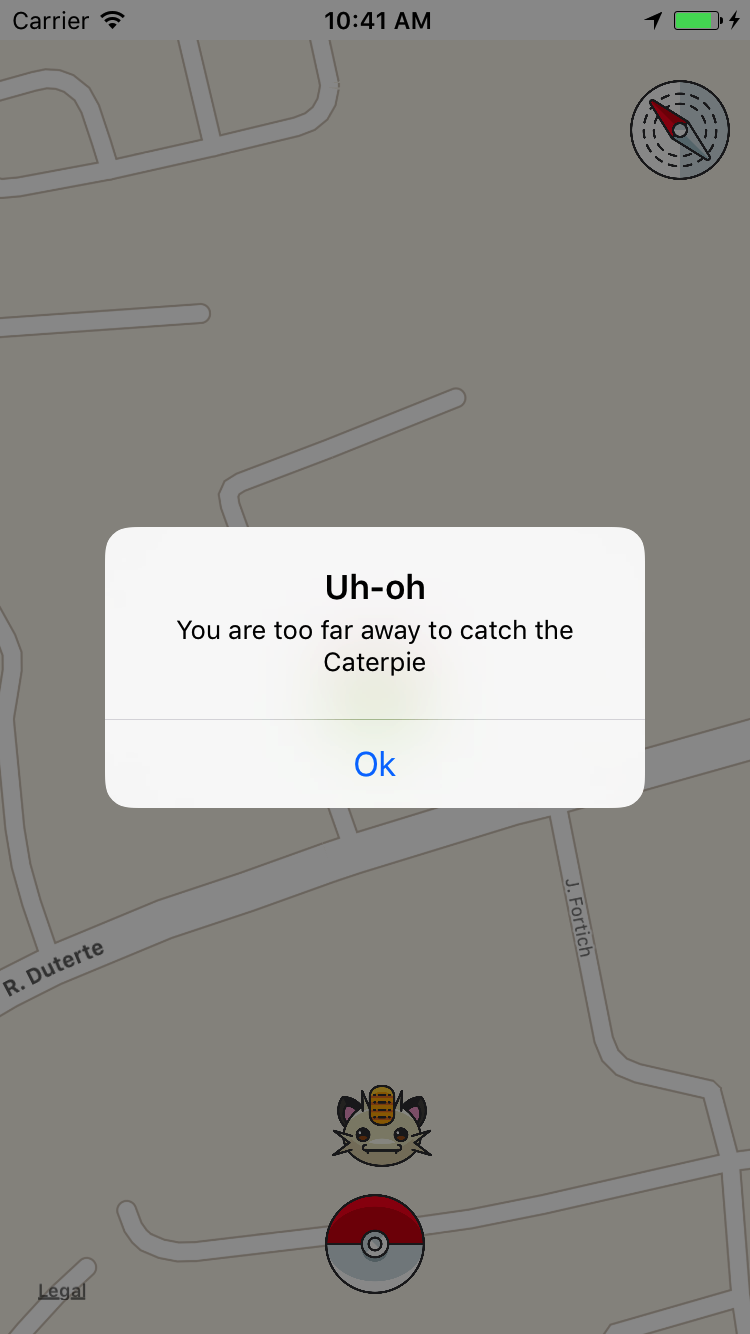 Carrier
10:41 AM
Uh-oh
You are too far away to catch the
Caterpie
Ok
J. Fortich
R. Duterte
Legal